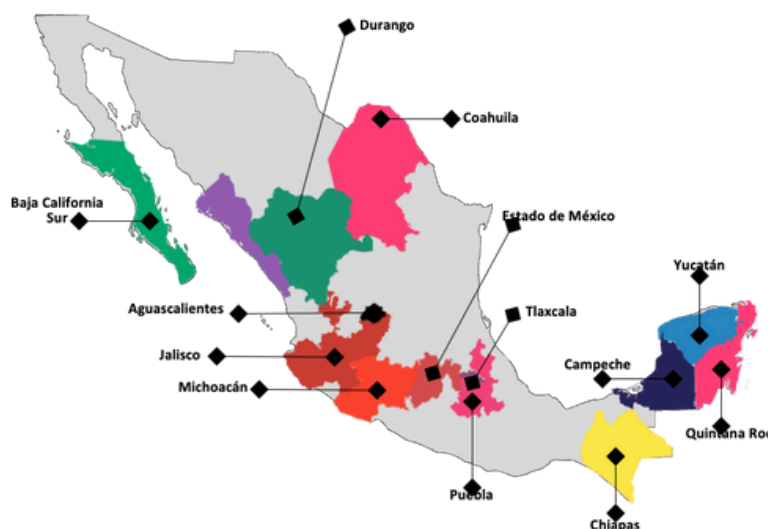 Durango
Coahuila
Baja California
Sur
Estado de México
Yucatán
Aguascalientes
Tlaxcala
Jalisco
Campeche
Michoacán
Quintana Roo
Puebla
Chiapas